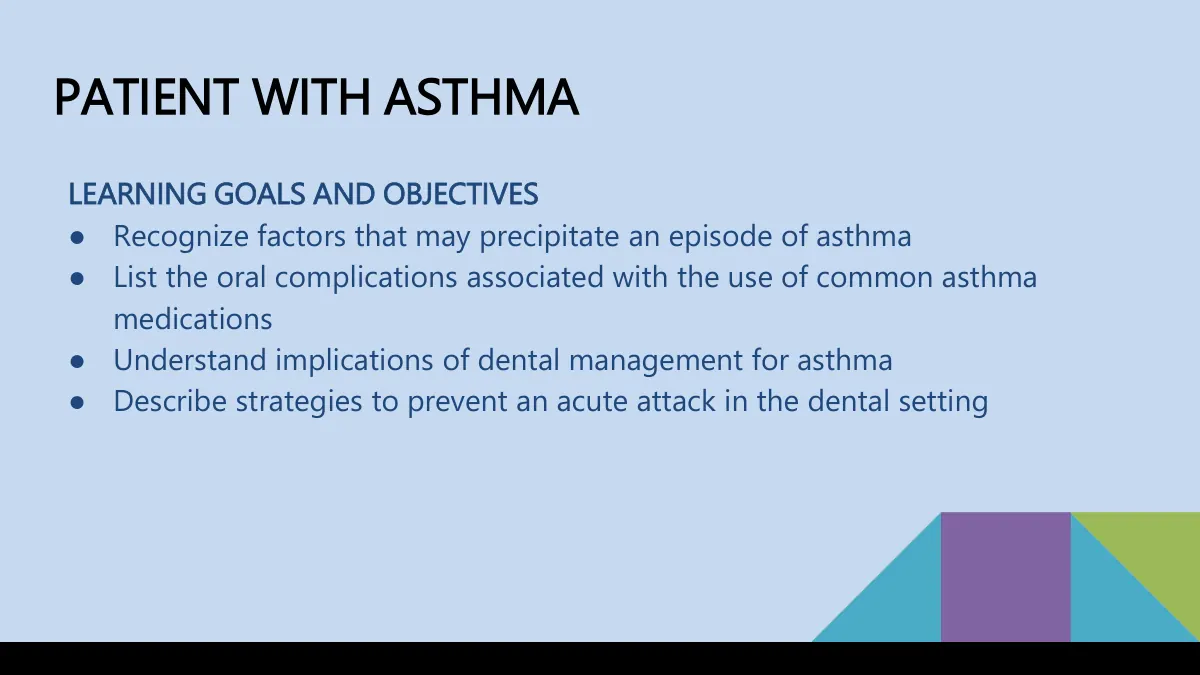 PATIENT WITH ASTHMA
LEARNING GOALS AND OBJECTIVES
● Recognize factors that may precipitate an episode of asthma
● List the oral complications associated with the use of common asthma
medications
● Understand implications of dental management for asthma
● Describe strategies to prevent an acute attack in the dental setting